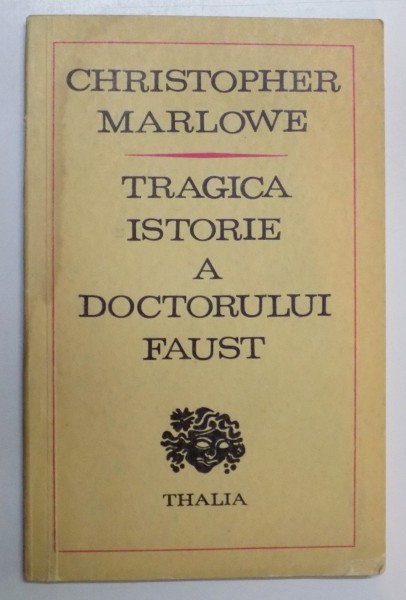 CHRISTOPHER
MARLOWE
TRAGICA
ISTORIE
A
DOCTORULUI
FAUST
THALIA